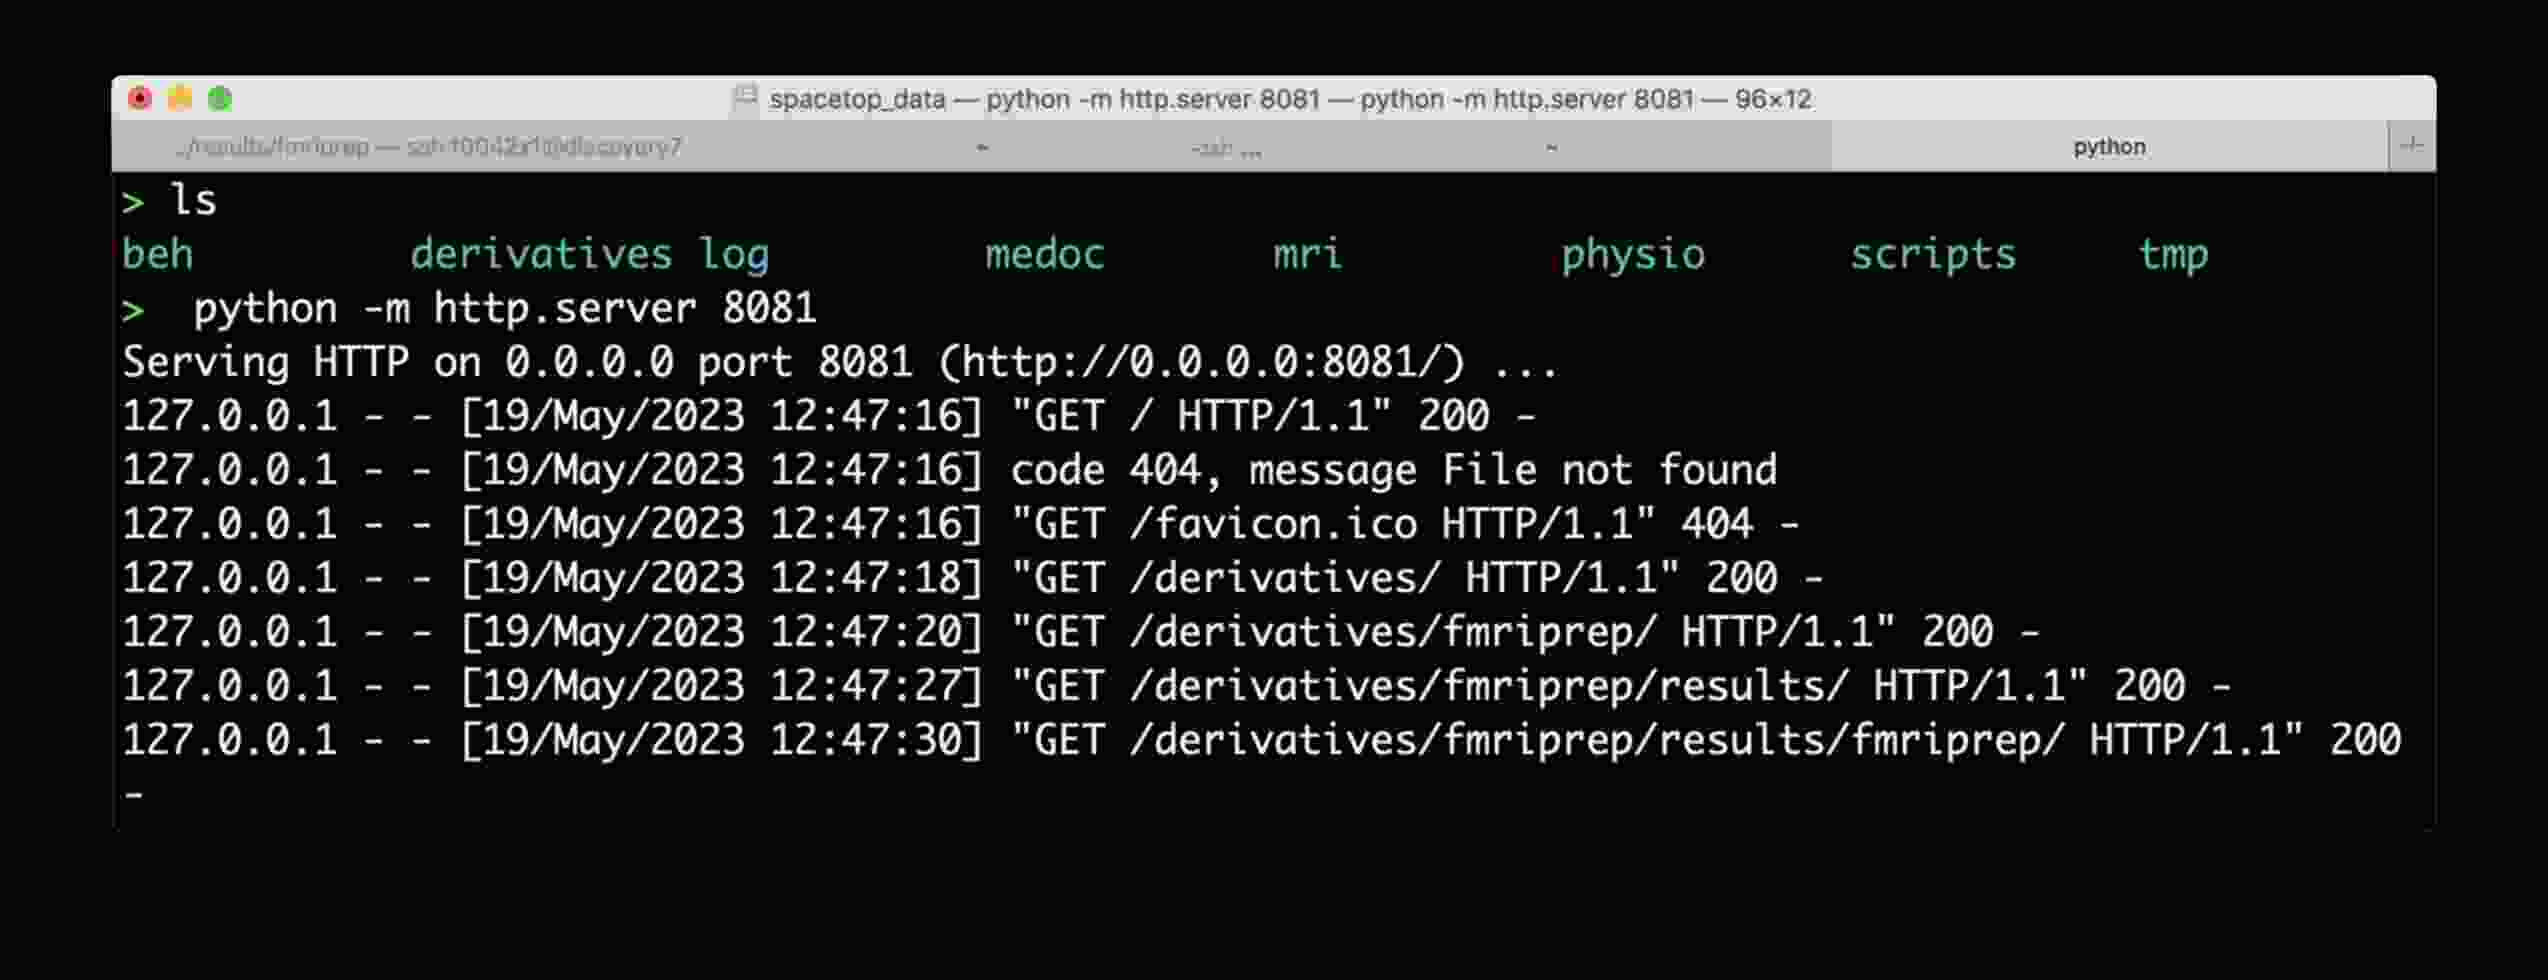 spacetop_data — python -m http.server 8081 — python -m http.server 8081 — 96×12
../results/fmriprep — ~ ~ python
> ls
beh derivatives log medoc mri physio scripts tmp
> python -m http.server 8081
Serving HTTP on 0.0.0.0 port 8081 (http://0.0.0.0:8081/) ...
127.0.0.1 - - [19/May/2023 12:47:16] "GET / HTTP/1.1" 200 -
127.0.0.1 - - [19/May/2023 12:47:16] code 404, message File not found
127.0.0.1 - - [19/May/2023 12:47:16] "GET /favicon.ico HTTP/1.1" 404 -
127.0.0.1 - - [19/May/2023 12:47:18] "GET /derivatives/ HTTP/1.1" 200 -
127.0.0.1 - - [19/May/2023 12:47:20] "GET /derivatives/fmriprep/ HTTP/1.1" 200 -
127.0.0.1 - - [19/May/2023 12:47:27] "GET /derivatives/fmriprep/results/ HTTP/1.1" 200 -
127.0.0.1 - - [19/May/2023 12:47:30] "GET /derivatives/fmriprep/results/fmriprep/ HTTP/1.1" 200
-